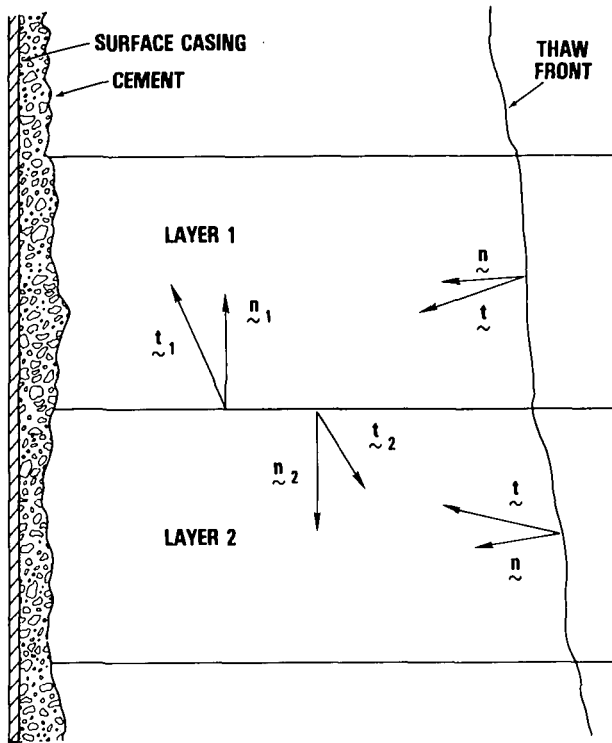 SURFACE CASING
CEMENT
THAW
FRONT
LAYER 1
n
t
t 1
n 1
n 2
t 2
t
n
LAYER 2